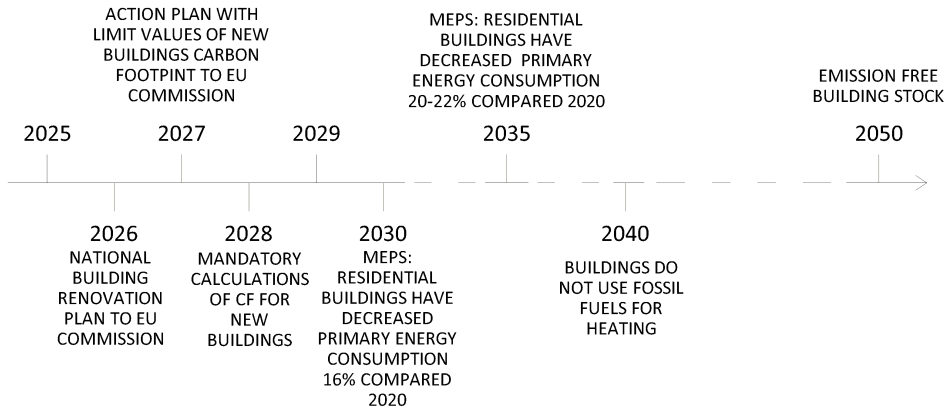 ACTION PLAN WITH
LIMIT VALUES OF NEW
BUILDINGS CARBON
FOOTPINT TO EU
COMMISSION
MEPS: RESIDENTIAL
BUILDINGS HAVE
DECREASED PRIMARY
ENERGY CONSUMPTION
20-22% COMPARED 2020
EMISSION FREE
BUILDING STOCK
2025
2027
2029
2035
2050
2026
NATIONAL
BUILDING
RENOVATION
PLAN TO EU
COMMISSION
2028
MANDATORY
CALCULATIONS
OF CF FOR
NEW
BUILDINGS
2030
MEPS:
RESIDENTIAL
BUILDINGS HAVE
DECREASED
PRIMARY ENERGY
CONSUMPTION
16% COMPARED
2020
2040
BUILDINGS DO
NOT USE FOSSIL
FUELS FOR
HEATING